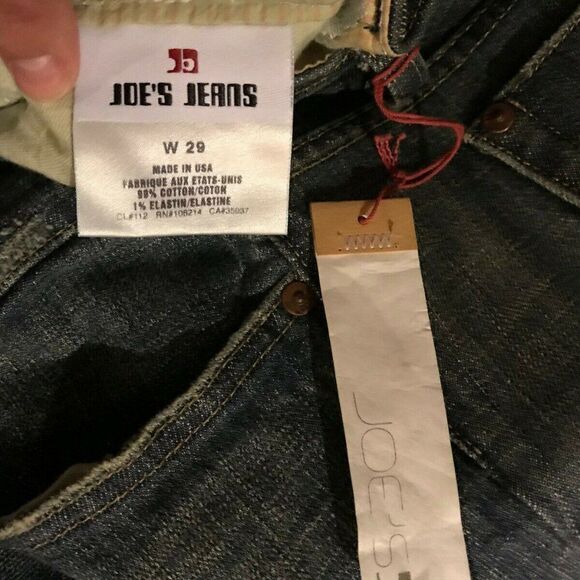 JOE'S JEANS
W 29
MADE IN USA
FABRIQUE AUX ETATS-UNIS
99% COTTON/COTON
1% ELASTIN/ELASTINE
CL#112 RN#106214 CA#35037
JOE'S